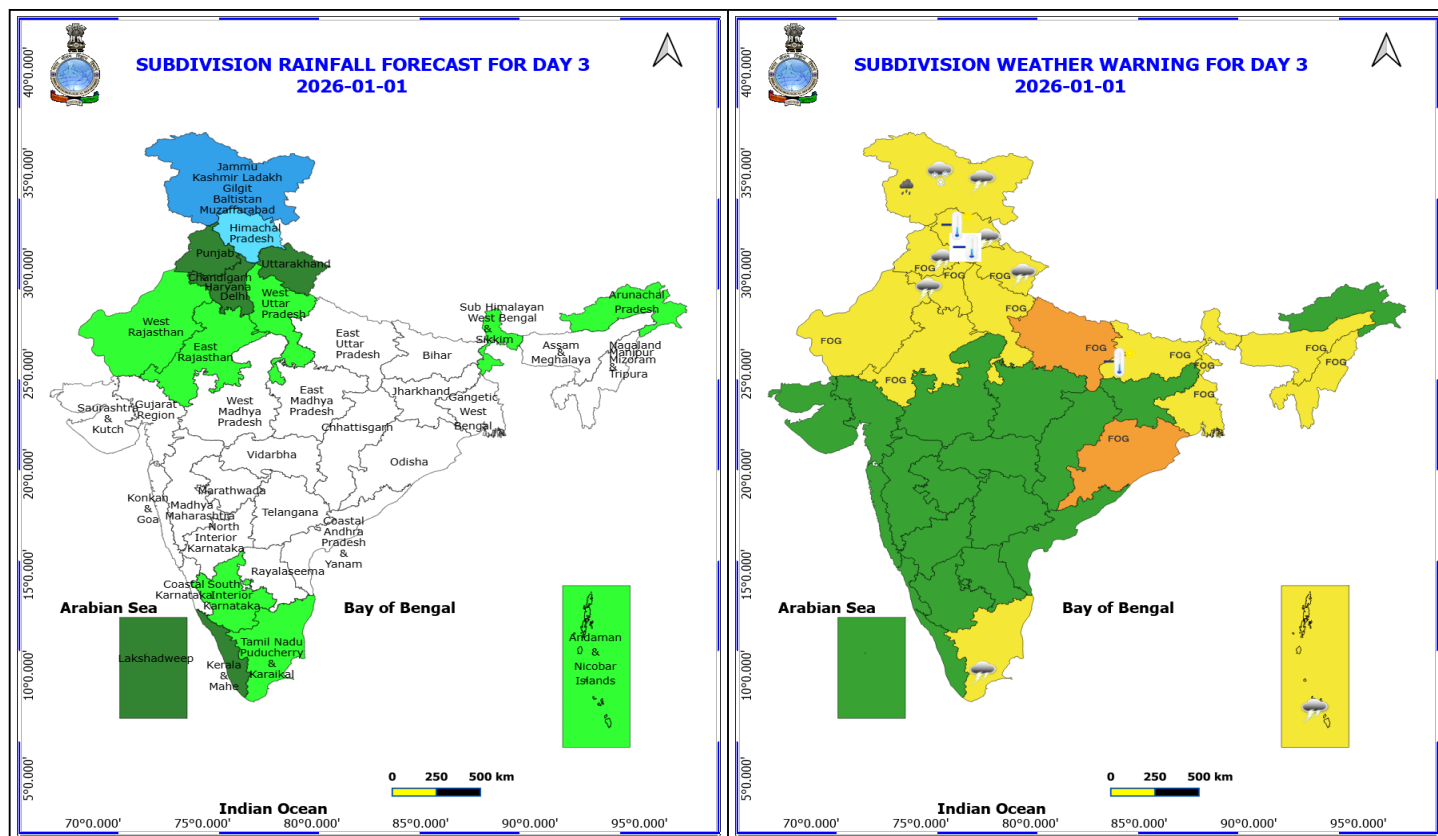 SUBDIVISION RAINFALL FORECAST FOR DAY 3
2026-01-01
40°0.000'
35°0.000'
30°0.000'
25°0.000'
20°0.000'
15°0.000'
10°0.000'
5°0.000'
Jammu
Kashmir Ladakh
Gilgit
Baltistan
Muzaffarabad
Himachal
Pradesh
Punjab
Uttarakhand
Chandigarh
Haryana
Delhi
West
Uttar
Pradesh
West
Rajasthan
East
Rajasthan
East
Uttar
Pradesh
Bihar
Sub Himalayan
West Bengal
&
Sikkim
Arunachal
Pradesh
Assam
&
Meghalaya
Nagaland
Manipur
Mizoram
&
Tripura
Saurashtra
&
Kutch
Gujarat
Region
West
Madhya
Pradesh
East
Madhya
Pradesh
Jharkhand
Gangetic
West
Bengal
Chhattisgarh
Vidarbha
Odisha
Konkan
&
Goa
Madhya
Maharashtra
Marathwada
Telangana
North
Interior
Karnataka
Coastal
Andhra
Pradesh
&
Yanam
Rayalaseema
Coastal
Karnataka
South
Interior
Karnataka
Arabian Sea
Bay of Bengal
Lakshadweep
Kerala
&
Mahe
Tamil Nadu
Puducherry
&
Karaikal
Andaman
&
Nicobar
Islands
0 250 500 km
Indian Ocean
70°0.000' 75°0.000' 80°0.000' 85°0.000' 90°0.000' 95°0.000'
SUBDIVISION WEATHER WARNING FOR DAY 3
2026-01-01
40°0.000'
35°0.000'
30°0.000'
25°0.000'
20°0.000'
15°0.000'
10°0.000'
5°0.000'
FOG
FOG
FOG
FOG
FOG
FOG
FOG
FOG
FOG
FOG
FOG
FOG
FOG
FOG
Arabian Sea
Bay of Bengal
0 250 500 km
Indian Ocean
70°0.000' 75°0.000' 80°0.000' 85°0.000' 90°0.000' 95°0.000'